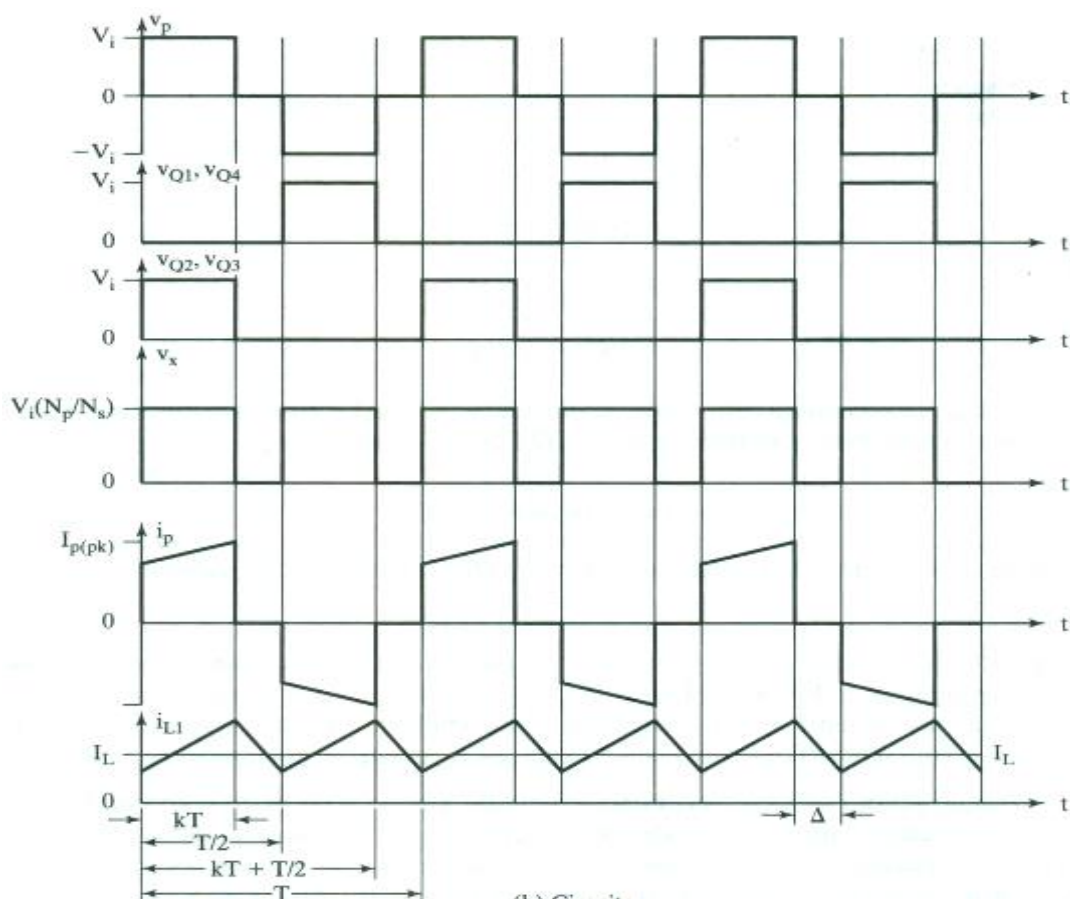 v_p
V_i
0
t
−V_i
v_Q1, v_Q4
V_i
0
t
v_Q2, v_Q3
V_i
0
t
v_x
V_i(N_p/N_s)
0
t
i_p
I_p(pk)
0
t
i_L1
I_L
I_L
0
t
kT
Δ
T/2
kT + T/2
T